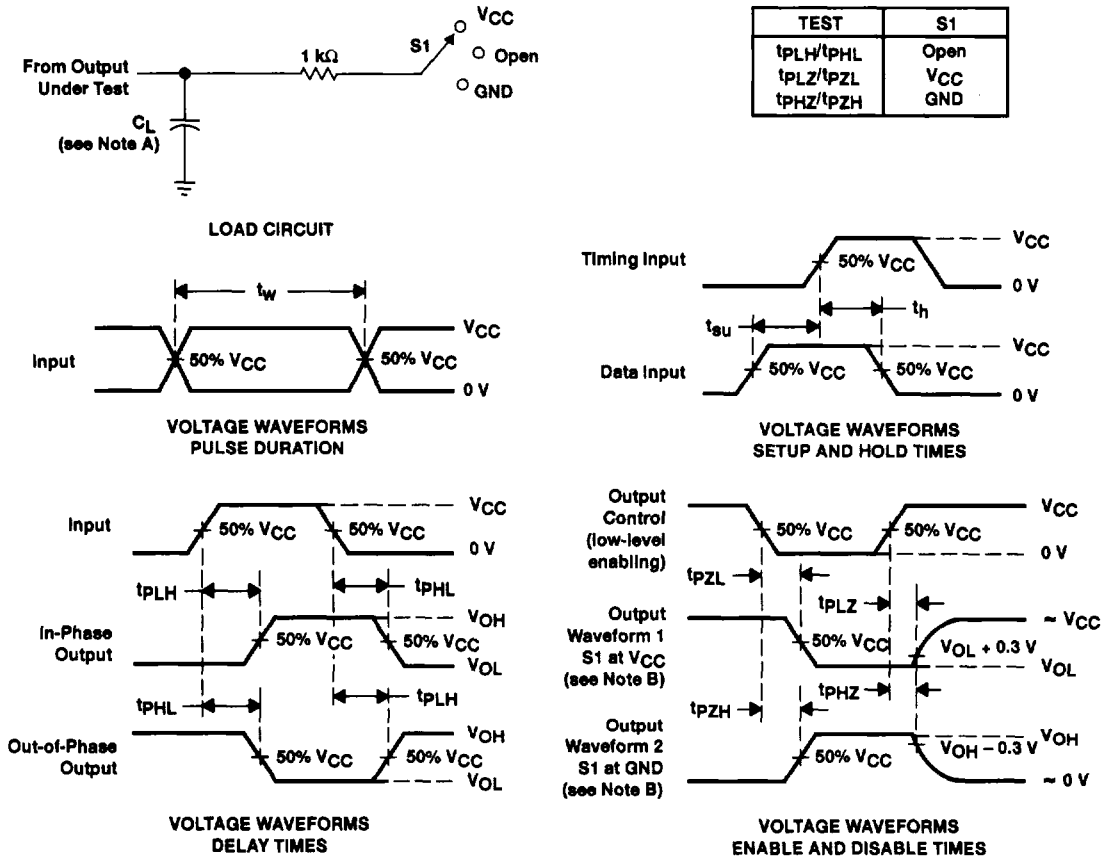 VCC
S1
1 kΩ
Open
From Output
Under Test
GND
CL
(see Note A)
LOAD CIRCUIT
TEST S1
tPLH/tPHL Open
tPLZ/tPZL VCC
tPHZ/tPZH GND
tw
VCC
Input
50% VCC 50% VCC
0 V
VOLTAGE WAVEFORMS
PULSE DURATION
VCC
Timing Input
50% VCC
0 V
th
tsu
VCC
Data Input
50% VCC 50% VCC
0 V
VOLTAGE WAVEFORMS
SETUP AND HOLD TIMES
VCC
Input
50% VCC 50% VCC
0 V
tPLH tPHL
VOH
In-Phase
Output
50% VCC 50% VCC
VOL
tPHL tPLH
VOH
Out-of-Phase
Output
50% VCC 50% VCC
VOL
VOLTAGE WAVEFORMS
DELAY TIMES
Output
Control
(low-level
enabling)
VCC
50% VCC 50% VCC
0 V
tPZL
tPLZ
Output
Waveform 1
S1 at VCC
(see Note B)
≈ VCC
50% VCC
VOL + 0.3 V
VOL
tPZH
tPHZ
Output
Waveform 2
S1 at GND
(see Note B)
VOH
50% VCC
VOH − 0.3 V
≈ 0 V
VOLTAGE WAVEFORMS
ENABLE AND DISABLE TIMES